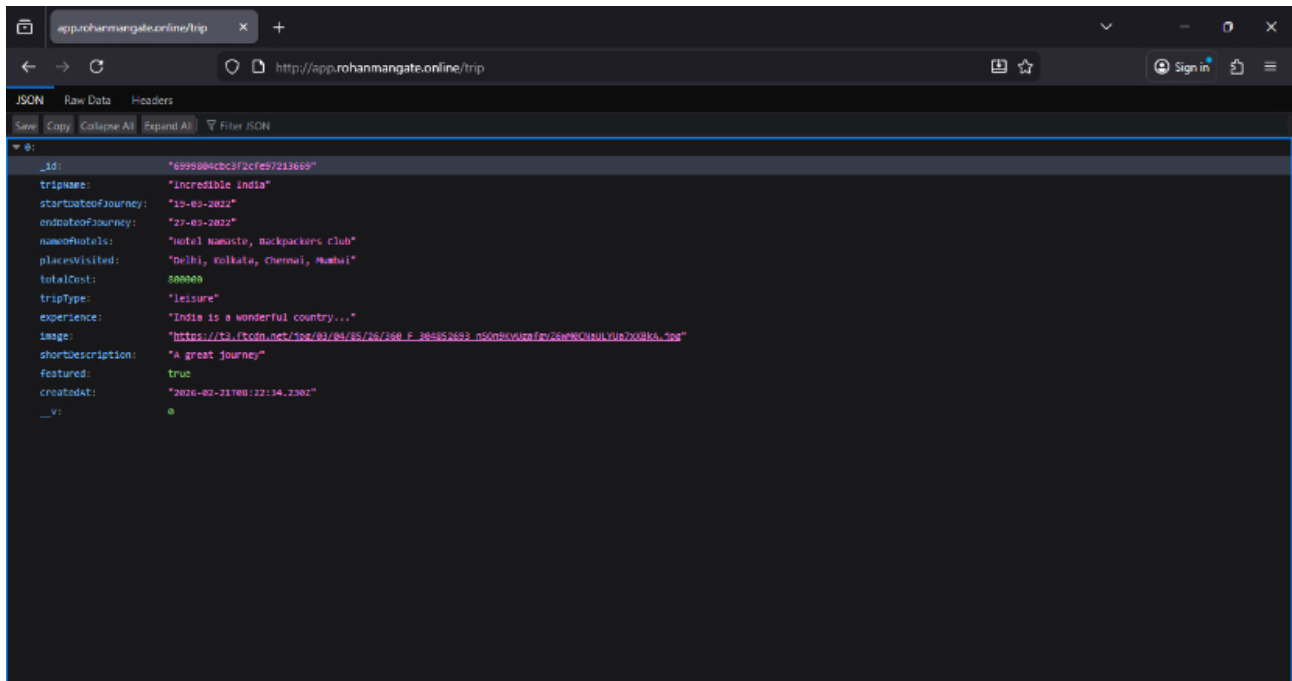 app.rohanmangate.online/trip
http://app.rohanmangate.online/trip
Sign in
JSON Raw Data Headers
Save Copy Collapse All Expand All Filter JSON
0:
_id: "6999804cbc3f2cfe97213669"
tripName: "Incredible India"
startDateOfJourney: "19-03-2022"
endDateOfJourney: "27-03-2022"
nameOfHotels: "Hotel Namaste, Backpackers Club"
placesVisited: "Delhi, Kolkata, Chennai, Mumbai"
totalCost: 800000
tripType: "leisure"
experience: "India is a wonderful country..."
image:
shortDescription: "A great journey"
featured: true
createdAt: "2026-02-21T08:22:34.230Z"
__v: 0